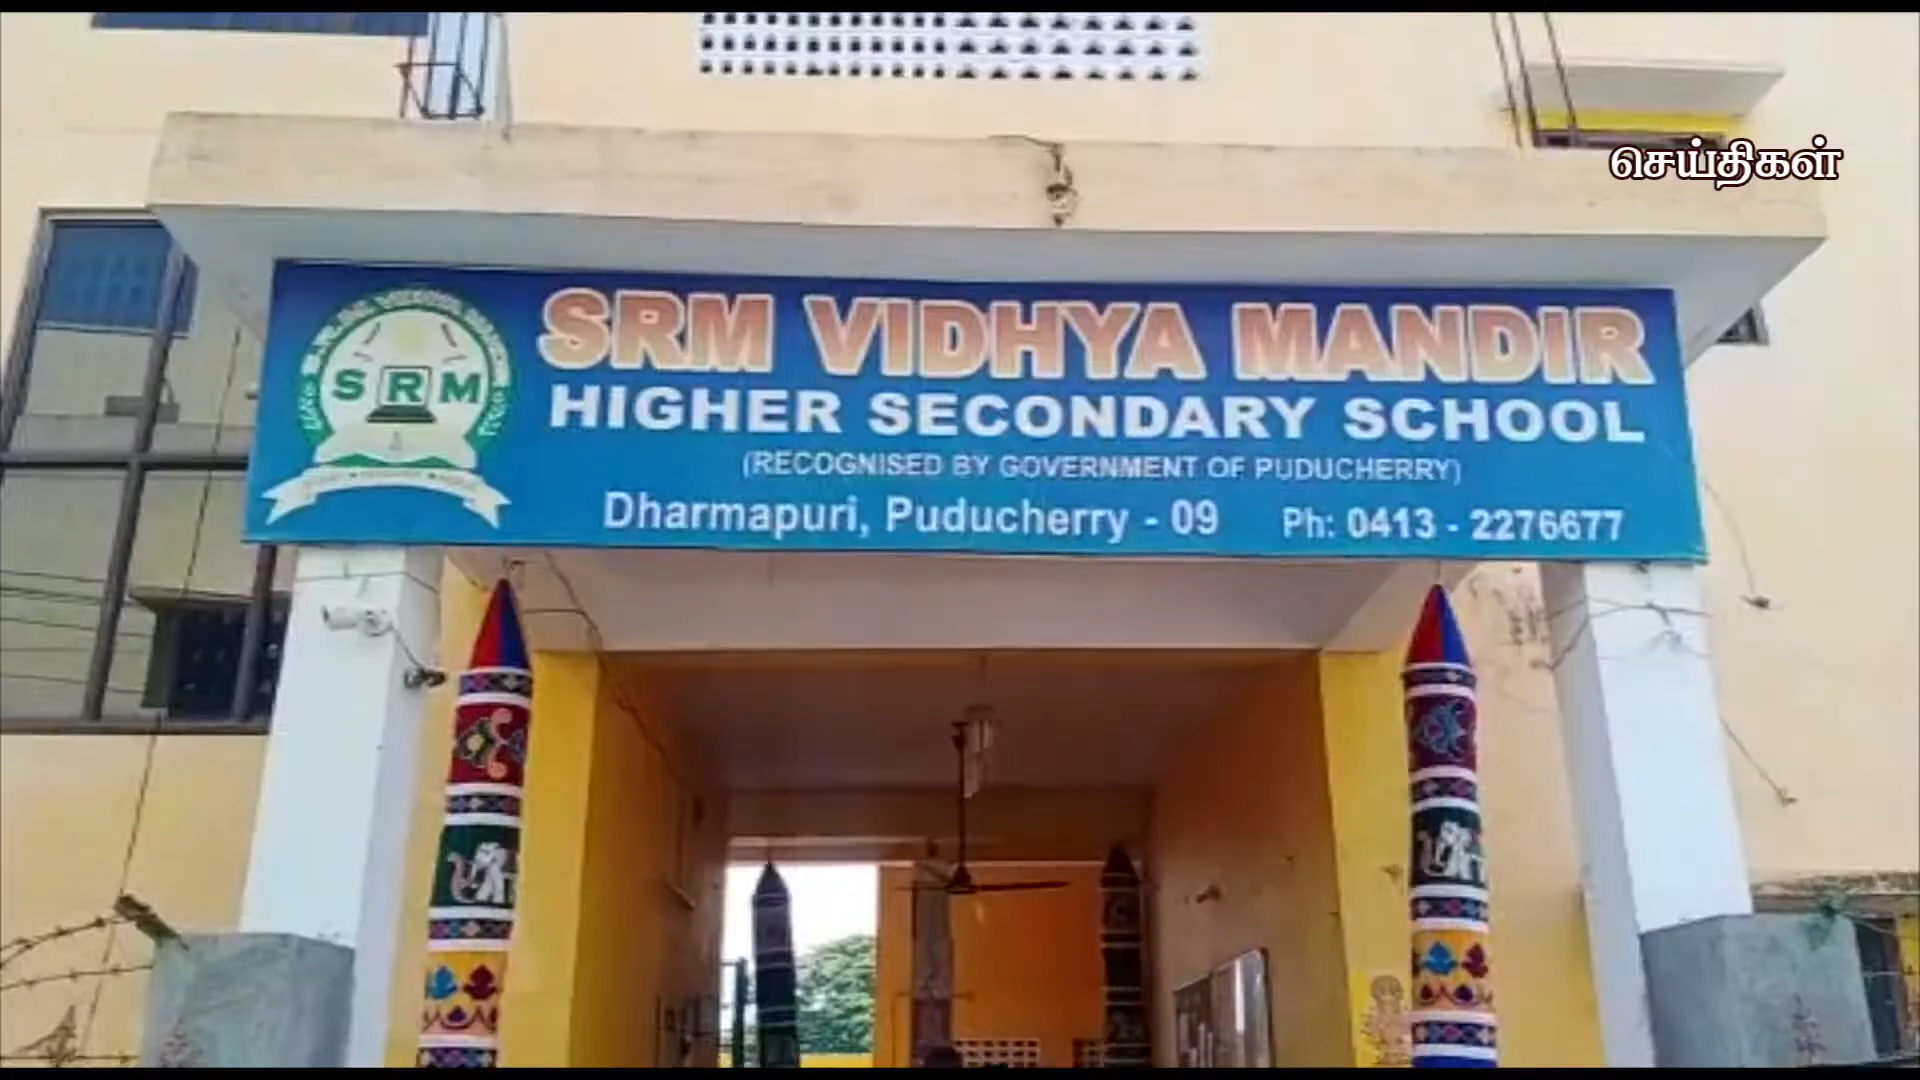 செய்திகள்
SRM
SRM VIDHYA MANDIR
HIGHER SECONDARY SCHOOL
(RECOGNISED BY GOVERNMENT OF PUDUCHERRY)
Dharmapuri, Puducherry - 09 Ph: 0413 - 2276677